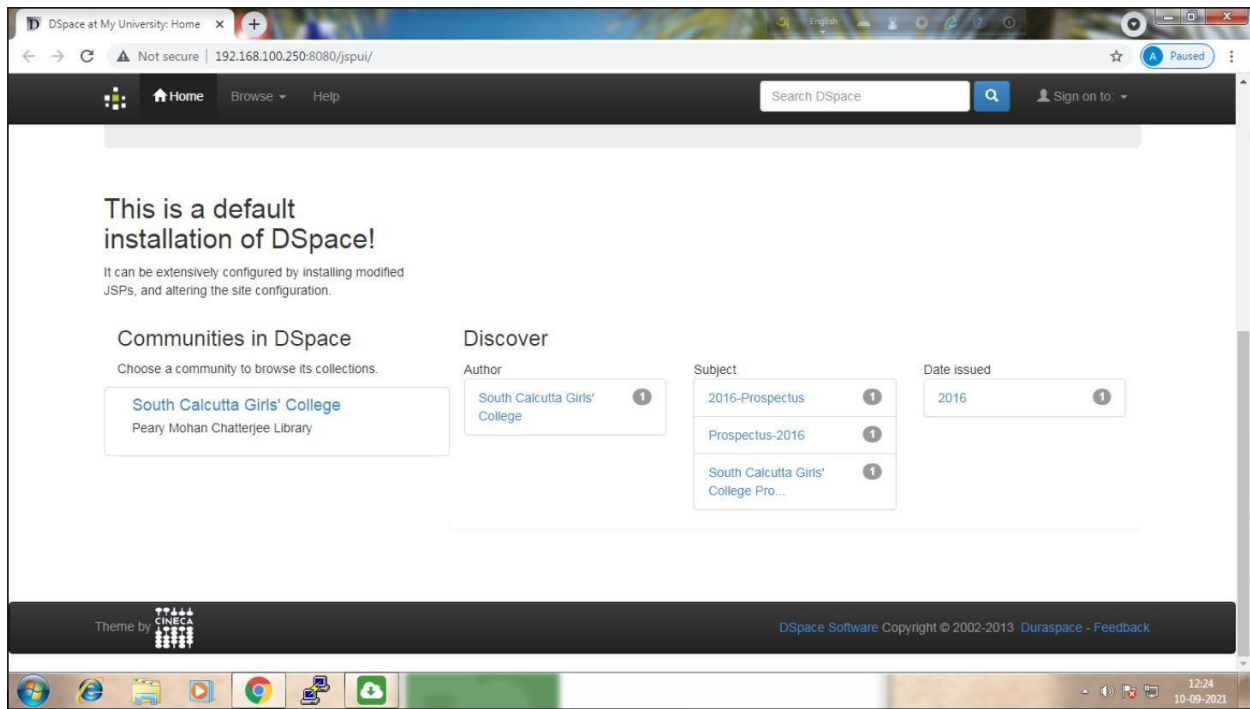 DSpace at My University: Home
English
Not secure | 192.168.100.250:8080/jspui/
A Paused
Home Browse Help Search DSpace Sign on to:
This is a default
installation of DSpace!
It can be extensively configured by installing modified
JSPs, and altering the site configuration.
Communities in DSpace
Choose a community to browse its collections.
South Calcutta Girls' College
Peary Mohan Chatterjee Library
Discover
Author
South Calcutta Girls' 1
College
Subject
2016-Prospectus 1
Prospectus-2016 1
South Calcutta Girls' 1
College Pro...
Date issued
2016 1
Theme by CINECA
DSpace Software Copyright © 2002-2013 Duraspace - Feedback
12:24
10-09-2021